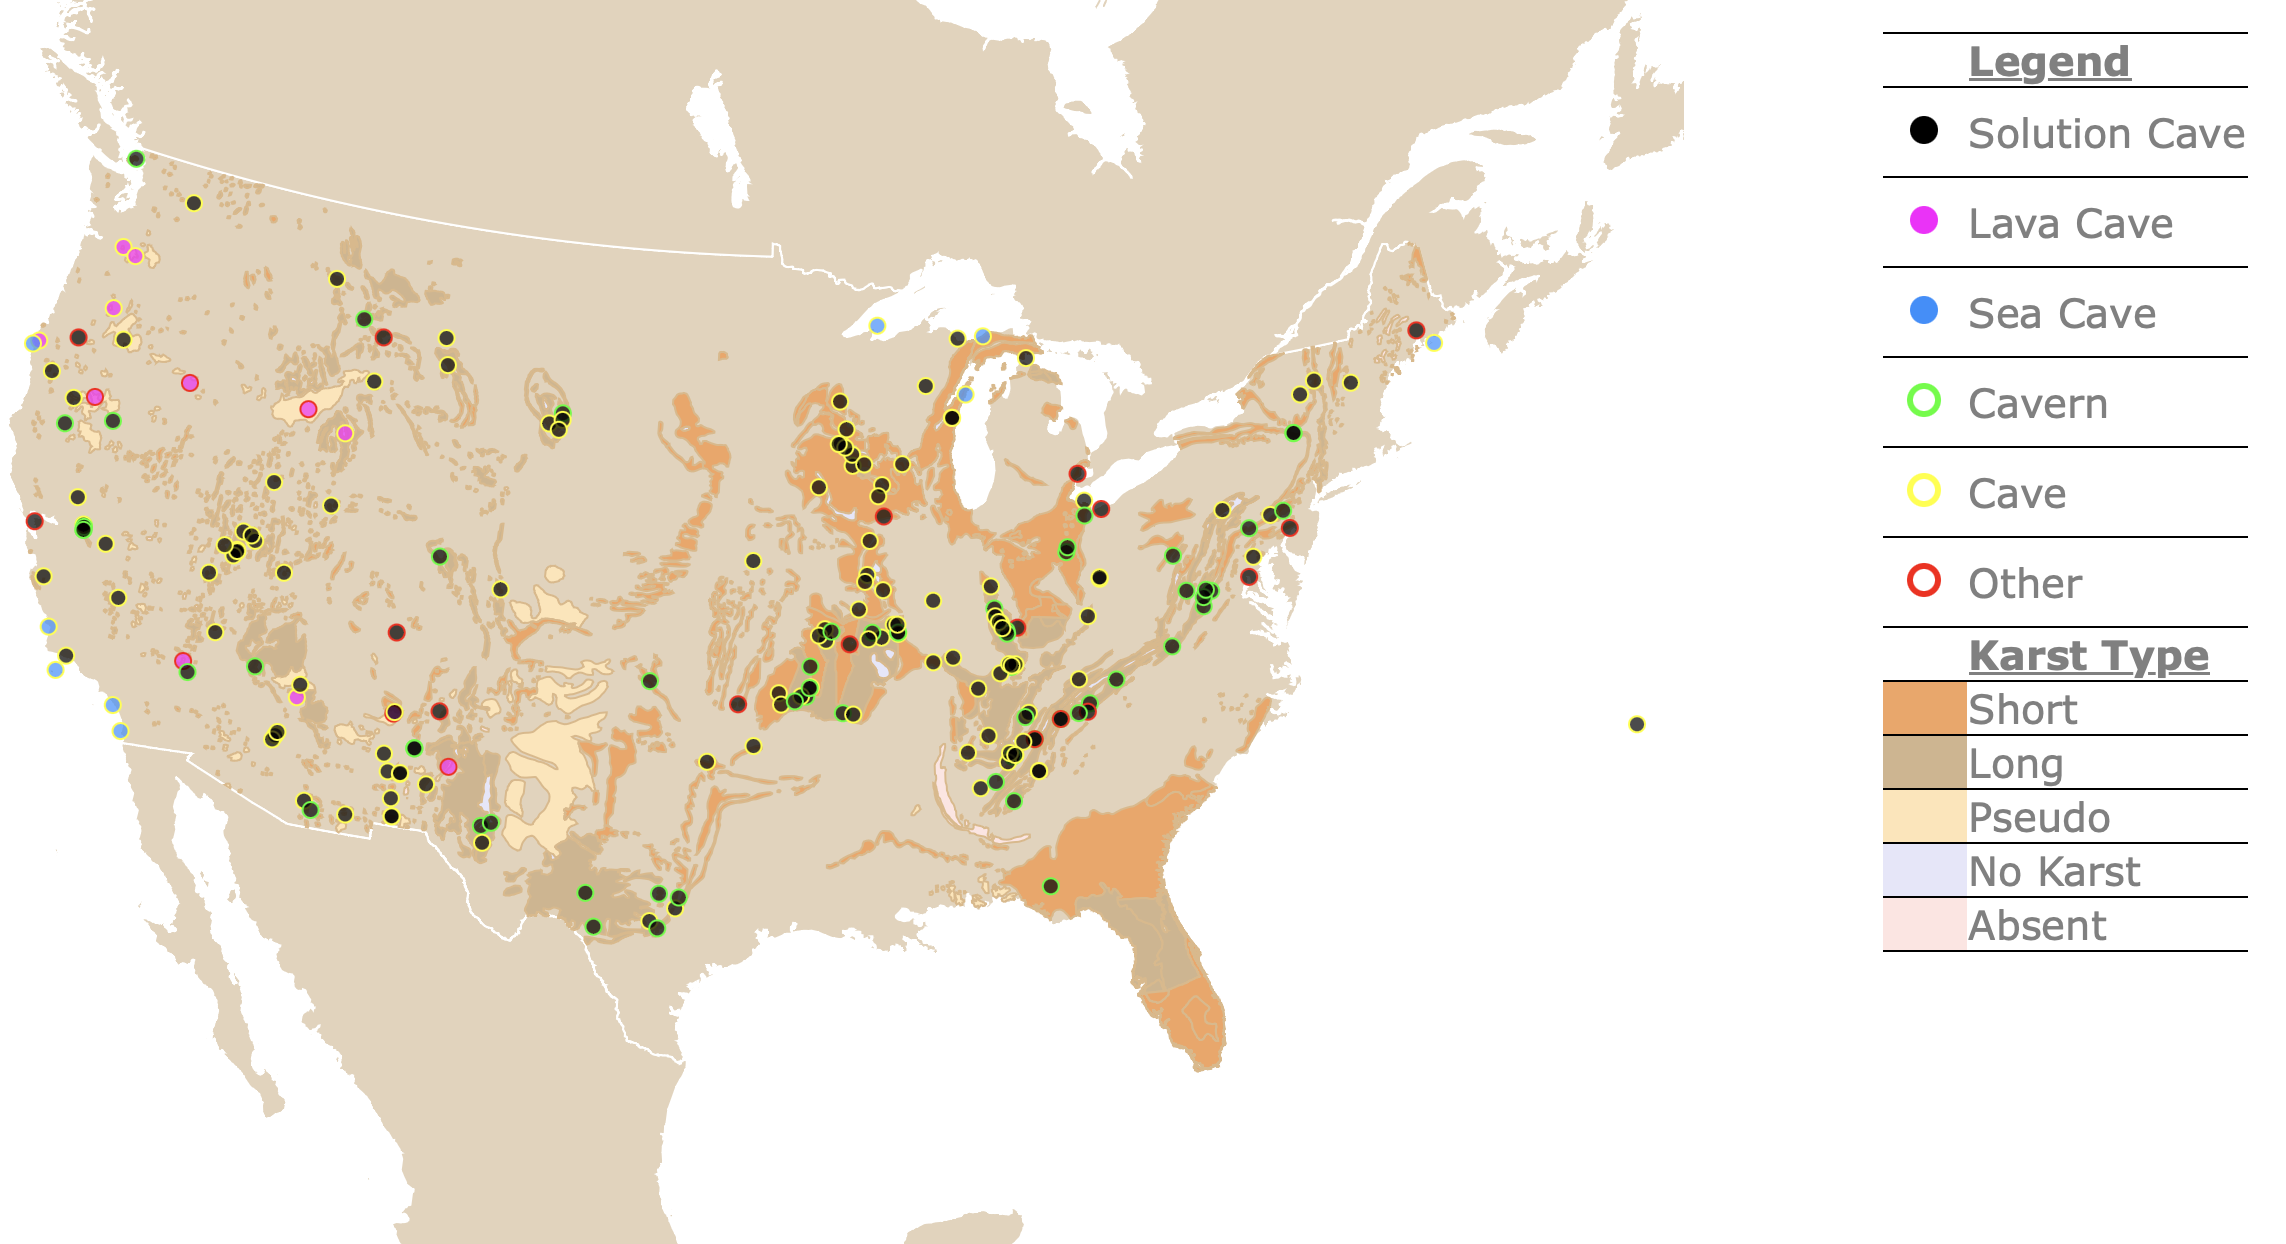 Legend
Solution Cave
Lava Cave
Sea Cave
Cavern
Cave
Other
Karst Type
Short
Long
Pseudo
No Karst
Absent